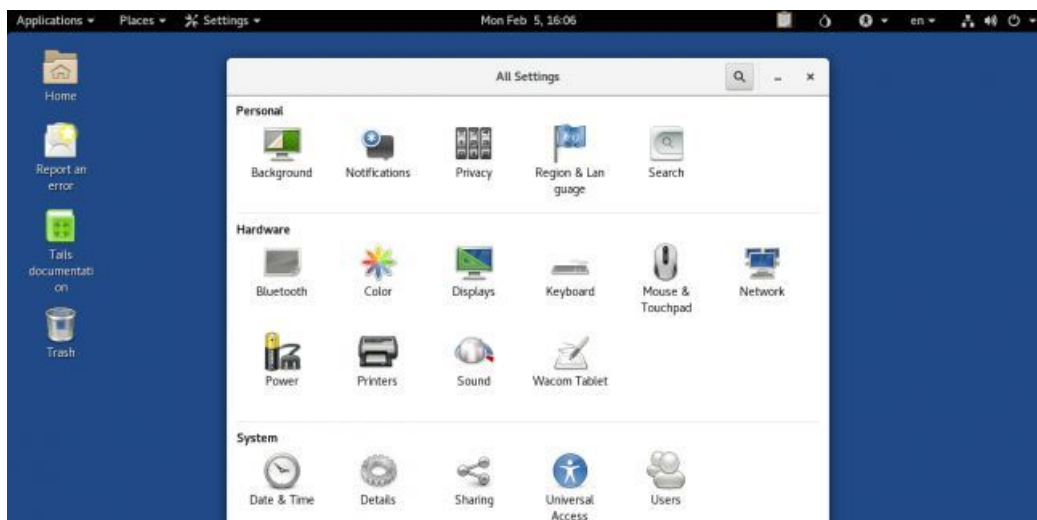 Applications Places Settings Mon Feb 5, 16:06 en
All Settings
Home
Report an
error
Tails
documentati
on
Trash
Personal
Background Notifications Privacy Region & Lan
guage Search
Hardware
Bluetooth Color Displays Keyboard Mouse &
Touchpad Network
Power Printers Sound Wacom Tablet
System
Date & Time Details Sharing Universal
Access Users